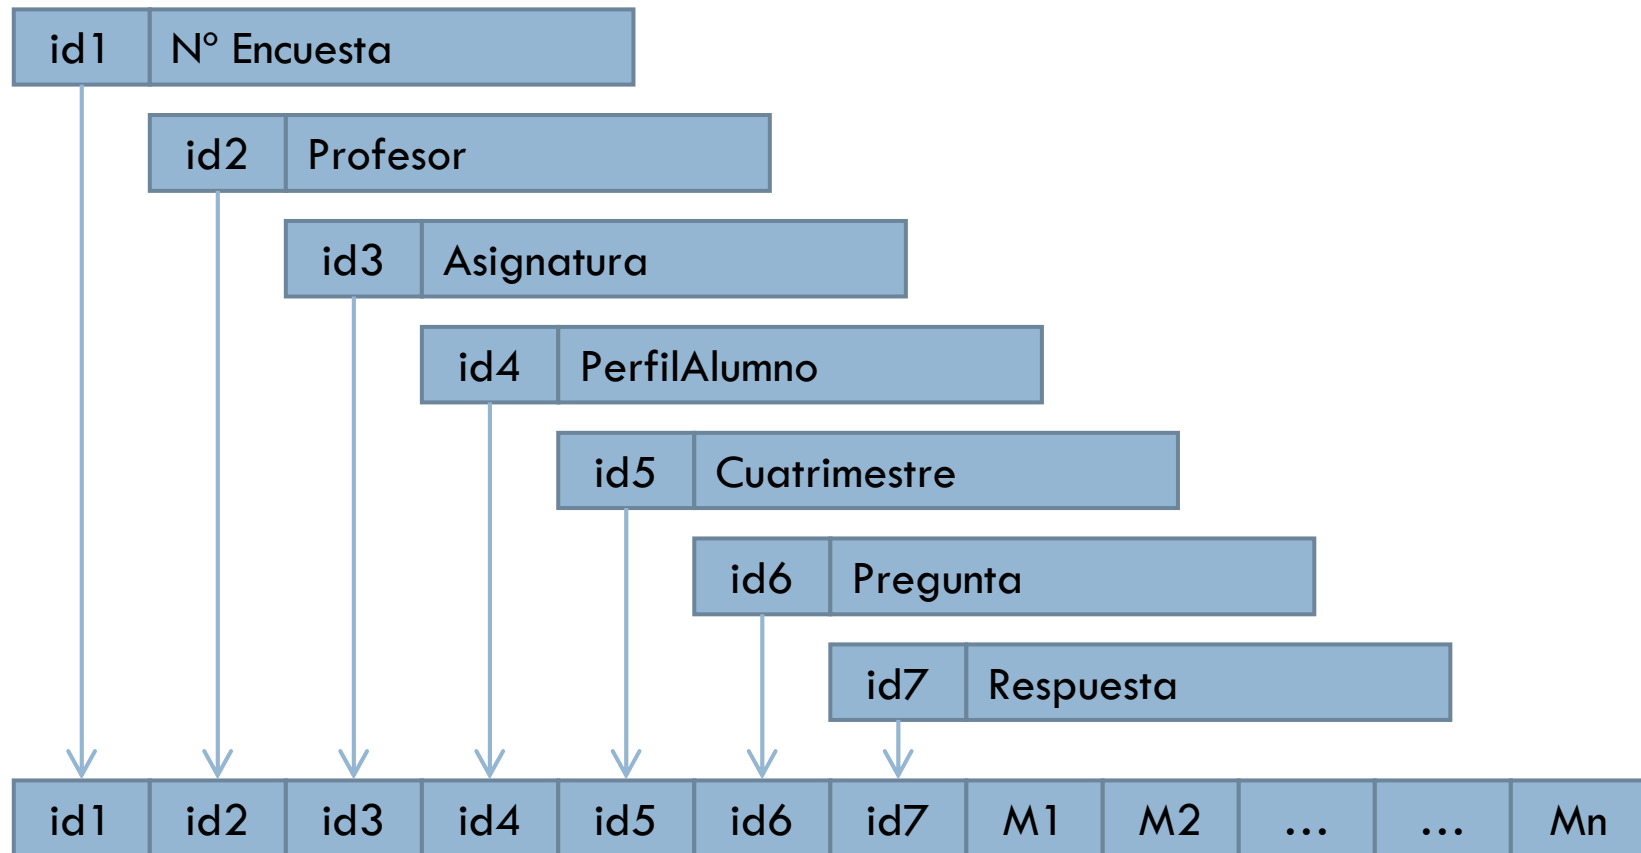 id1 Nº Encuesta
id2 Profesor
id3 Asignatura
id4 PerfilAlumno
id5 Cuatrimestre
id6 Pregunta
id7 Respuesta
id1 id2 id3 id4 id5 id6 id7 M1 M2 ... ... Mn